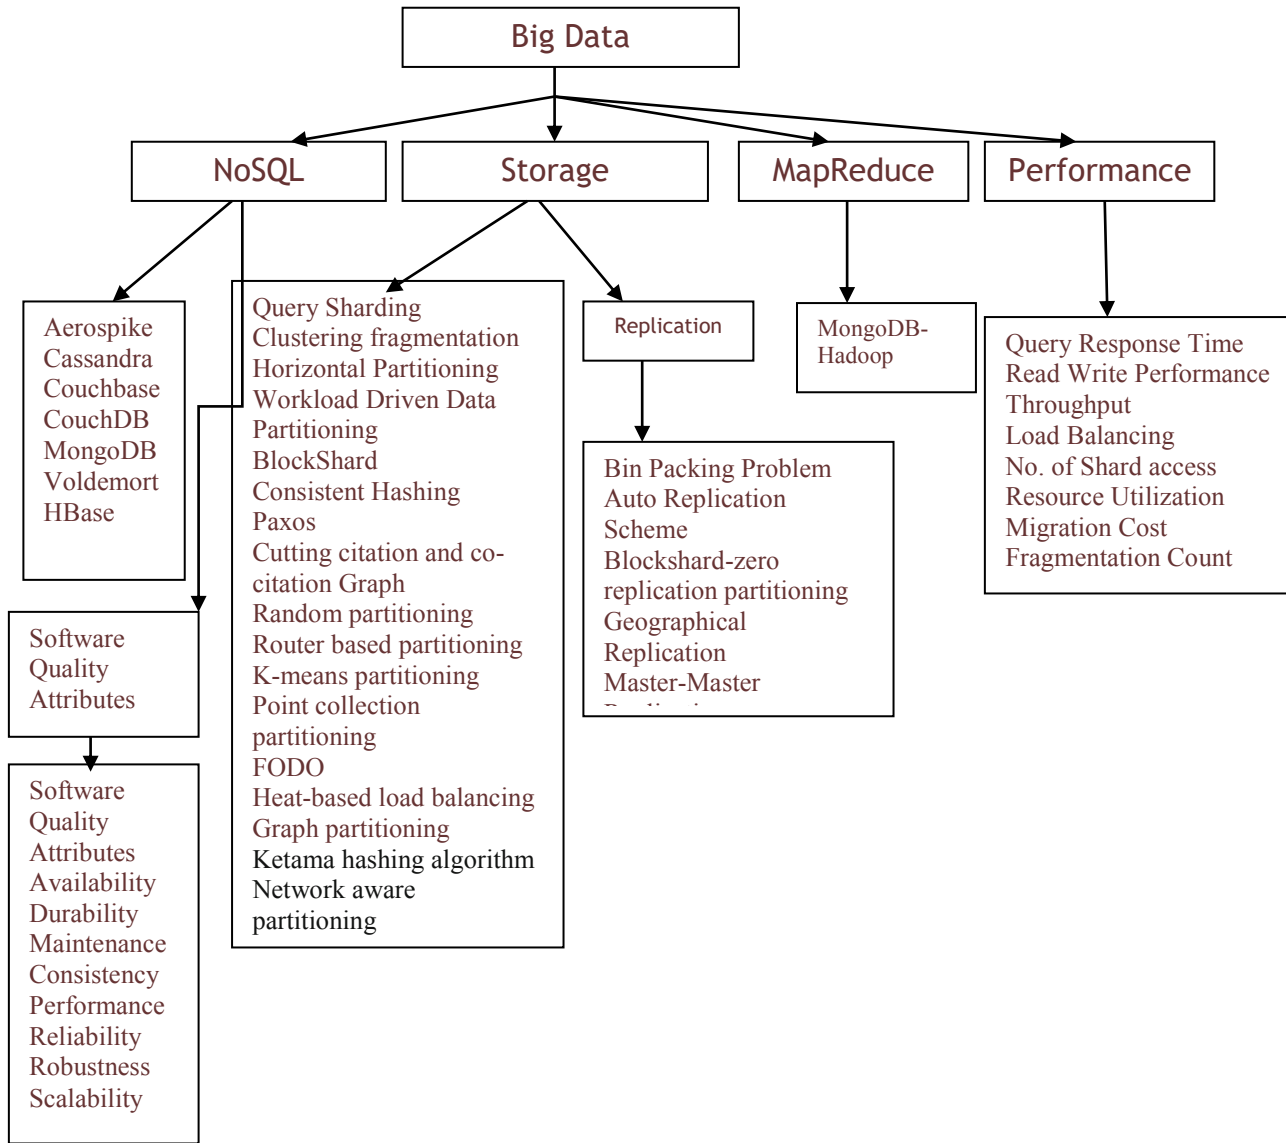 Big Data
NoSQL
Storage
MapReduce
Performance
Aerospike
Cassandra
Couchbase
CouchDB
MongoDB
Voldemort
HBase
Software
Quality
Attributes
Software
Quality
Attributes
Availability
Durability
Maintenance
Consistency
Performance
Reliability
Robustness
Scalability
Query Sharding
Clustering fragmentation
Horizontal Partitioning
Workload Driven Data
Partitioning
BlockShard
Consistent Hashing
Paxos
Cutting citation and co-
citation Graph
Random partitioning
Router based partitioning
K-means partitioning
Point collection
partitioning
FODO
Heat-based load balancing
Graph partitioning
Ketama hashing algorithm
Network aware
partitioning
Replication
Bin Packing Problem
Auto Replication
Scheme
Blockshard-zero
replication partitioning
Geographical
Replication
Master-Master
MongoDB-
Hadoop
Query Response Time
Read Write Performance
Throughput
Load Balancing
No. of Shard access
Resource Utilization
Migration Cost
Fragmentation Count